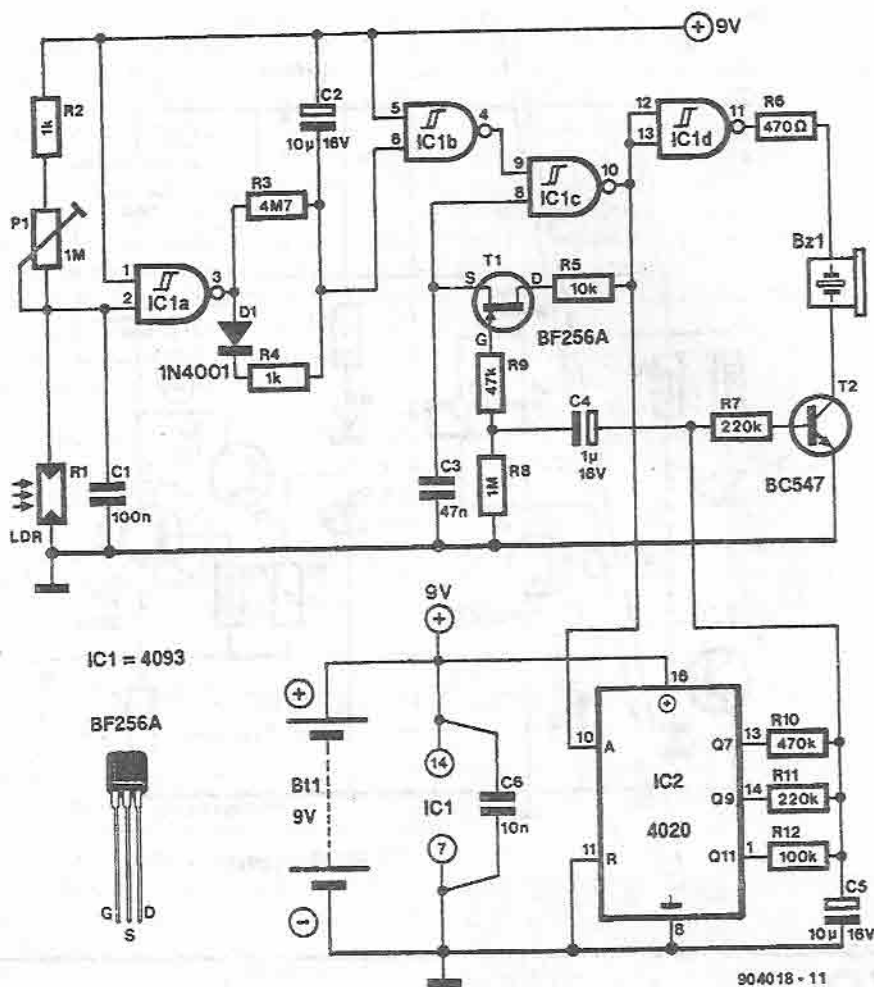 9V
R2
1k
P1
1M
C2
10µ 16V
R3
4M7
1
2
3
IC1a
D1
1N4001
R4
1k
5
6
4
IC1b
9
8
10
IC1c
12
13
11
IC1d
R6
470Ω
Bz1
T1
S
D
G
BF256A
R5
10k
R9
47k
C4
1µ
16V
R7
220k
T2
BC547
R1
LDR
C1
100n
C3
47n
R8
1M
IC1 = 4093
BF256A
G
S
D
9V
Bt1
9V
14
IC1
7
C6
10n
16
10
A
11
R
IC2
4020
8
Q7
13
R10
470k
Q9
14
R11
220k
Q11
1
R12
100k
C5
10µ 16V
904018 - 11